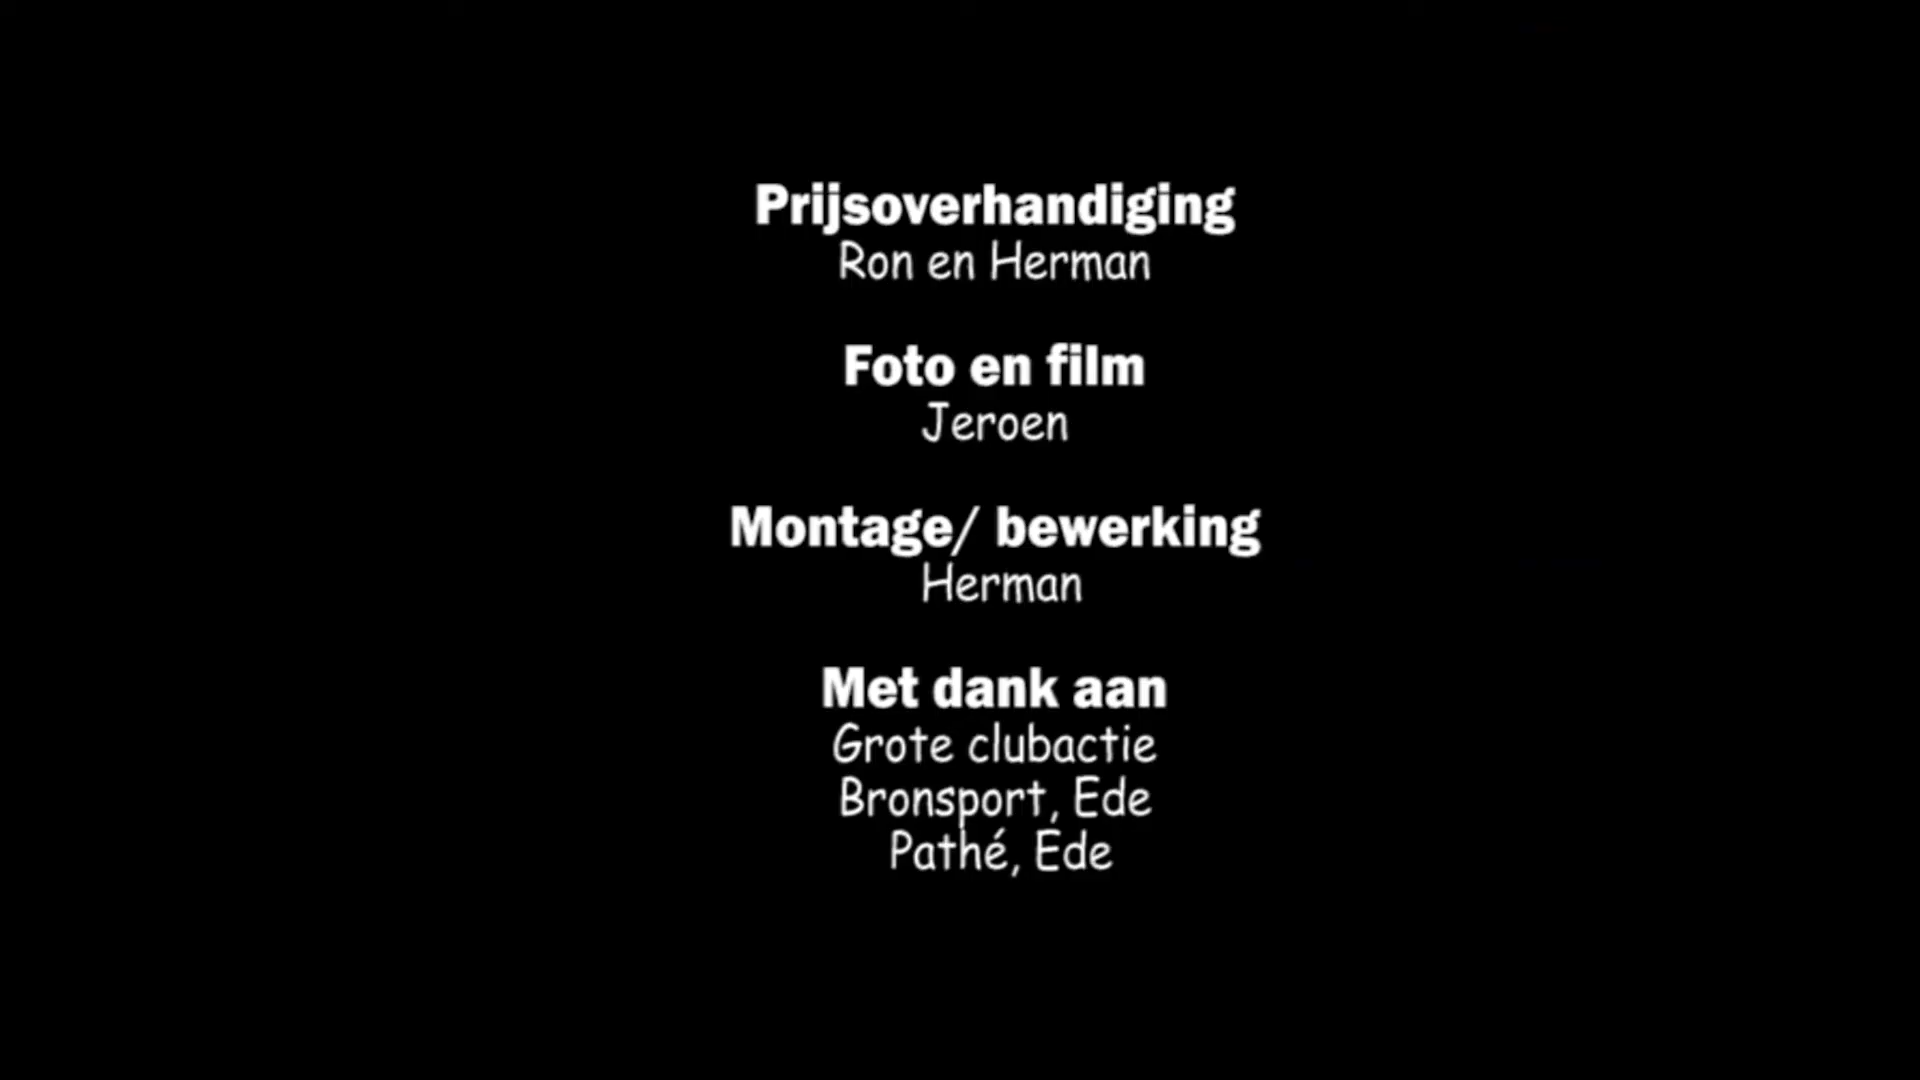 Prijsoverhandiging
Ron en Herman
Foto en film
Jeroen
Montage/ bewerking
Herman
Met dank aan
Grote clubactie
Bronsport, Ede
Pathé, Ede